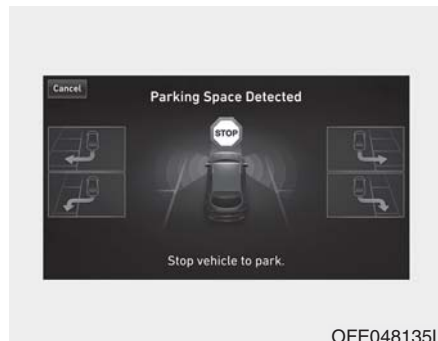 Cancel
Parking Space Detected
STOP
Stop vehicle to park.
OFE048135L